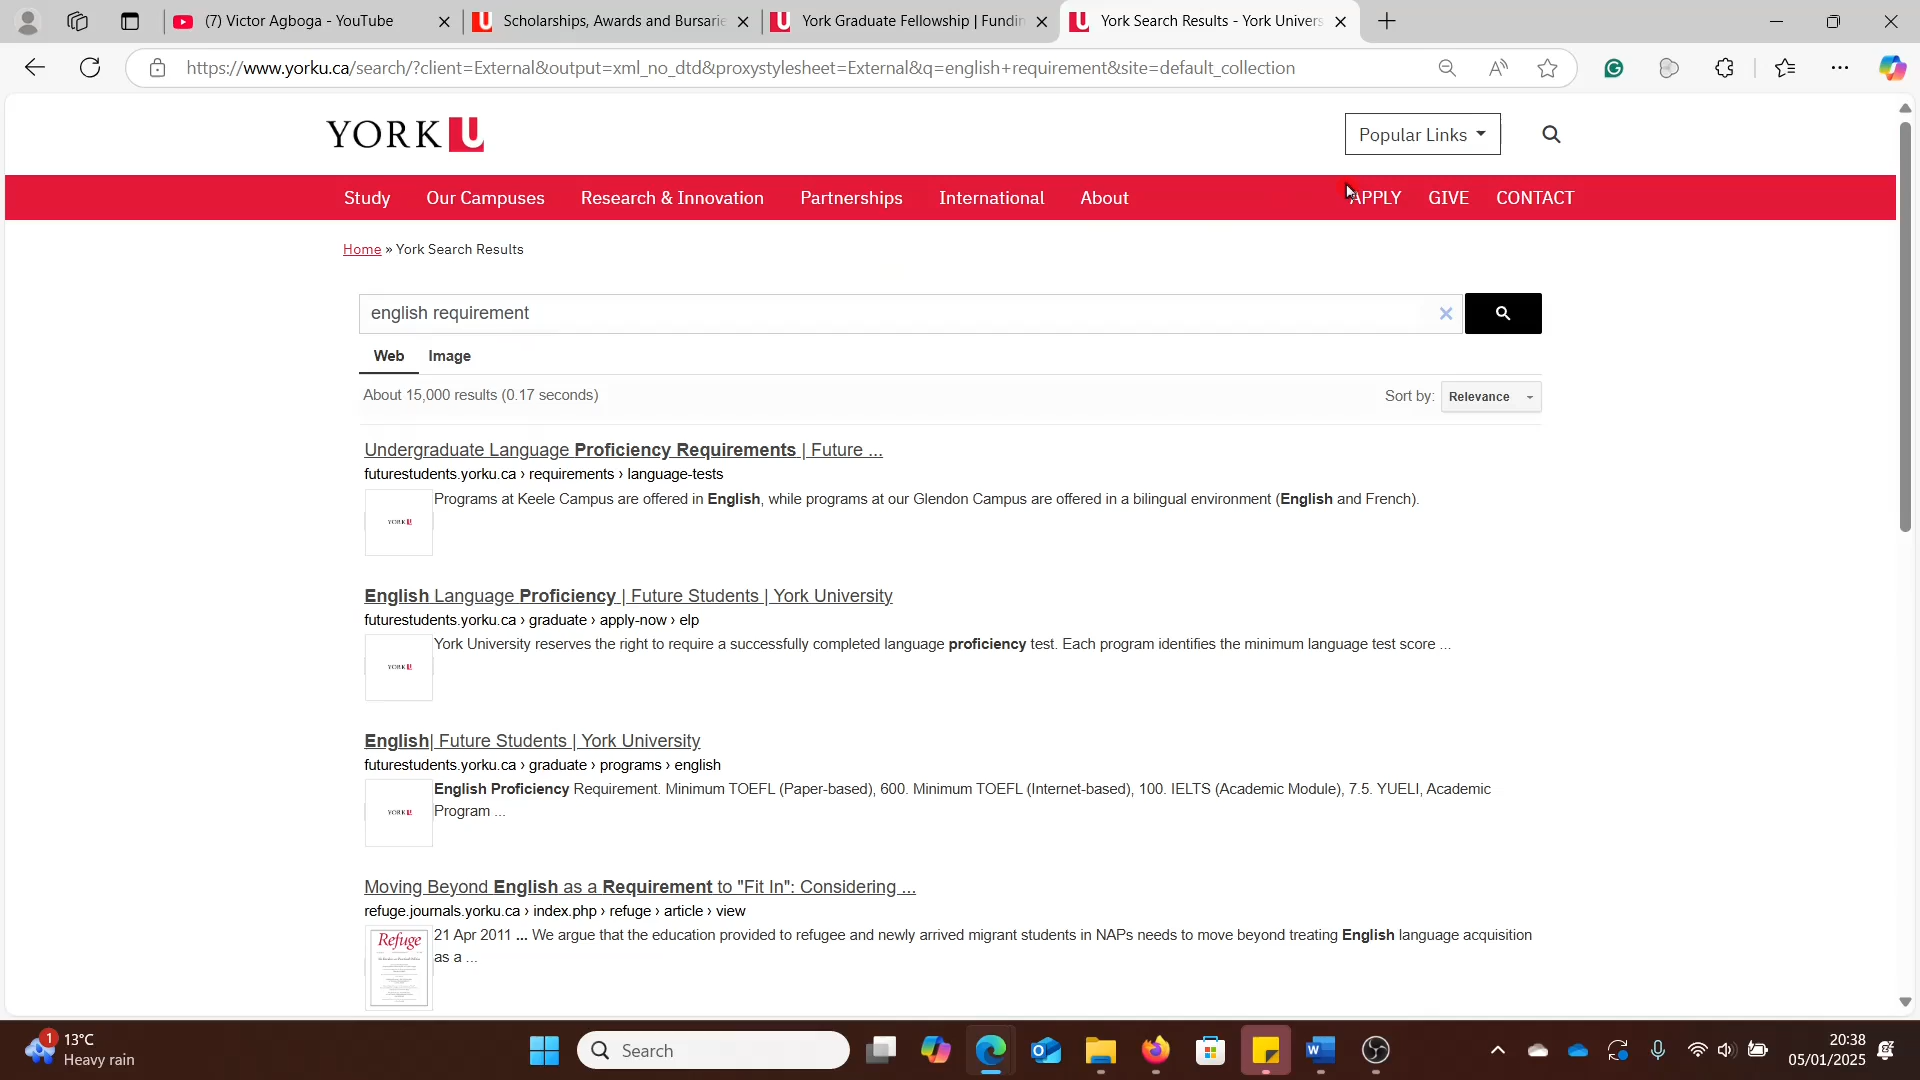 (7) Victor Agboga - YouTube
Scholarships, Awards and Bursarie
York Graduate Fellowship | Fundin
York Search Results - York Univers
https://www.yorku.ca/search/?client=External&output=xml_no_dtd&proxystylesheet=External&q=english+requirement&site=default_collection
YORK U
Popular Links
Study
Our Campuses
Research & Innovation
Partnerships
International
About
APPLY
GIVE
CONTACT
Home » York Search Results
english requirement
Web
Image
About 15,000 results (0.17 seconds)
Sort by: Relevance
Undergraduate Language Proficiency Requirements | Future ...
futurestudents.yorku.ca › requirements › language-tests
YORK U
Programs at Keele Campus are offered in English, while programs at our Glendon Campus are offered in a bilingual environment (English and French).
English Language Proficiency | Future Students | York University
futurestudents.yorku.ca › graduate › apply-now › elp
YORK U
York University reserves the right to require a successfully completed language proficiency test. Each program identifies the minimum language test score ...
English| Future Students | York University
futurestudents.yorku.ca › graduate › programs › english
YORK U
English Proficiency Requirement. Minimum TOEFL (Paper-based), 600. Minimum TOEFL (Internet-based), 100. IELTS (Academic Module), 7.5. YUELI, Academic
Program ...
Moving Beyond English as a Requirement to "Fit In": Considering ...
refuge.journals.yorku.ca › index.php › refuge › article › view
Refuge
21 Apr 2011 ... We argue that the education provided to refugee and newly arrived migrant students in NAPs needs to move beyond treating English language acquisition
as a ...
1
13°C
Heavy rain
Search
20:38
05/01/2025